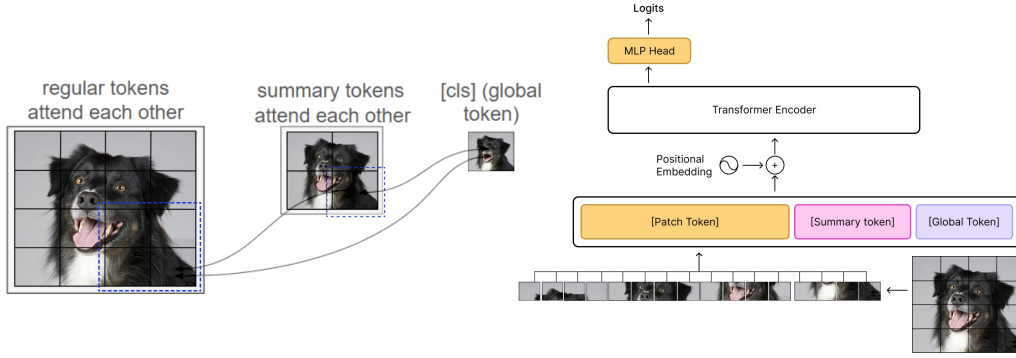 regular tokens
attend each other
summary tokens
attend each other
[cls] (global
token)
Logits
MLP Head
Transformer Encoder
Positional
Embedding
+
[Patch Token]
[Summary token]
[Global Token]